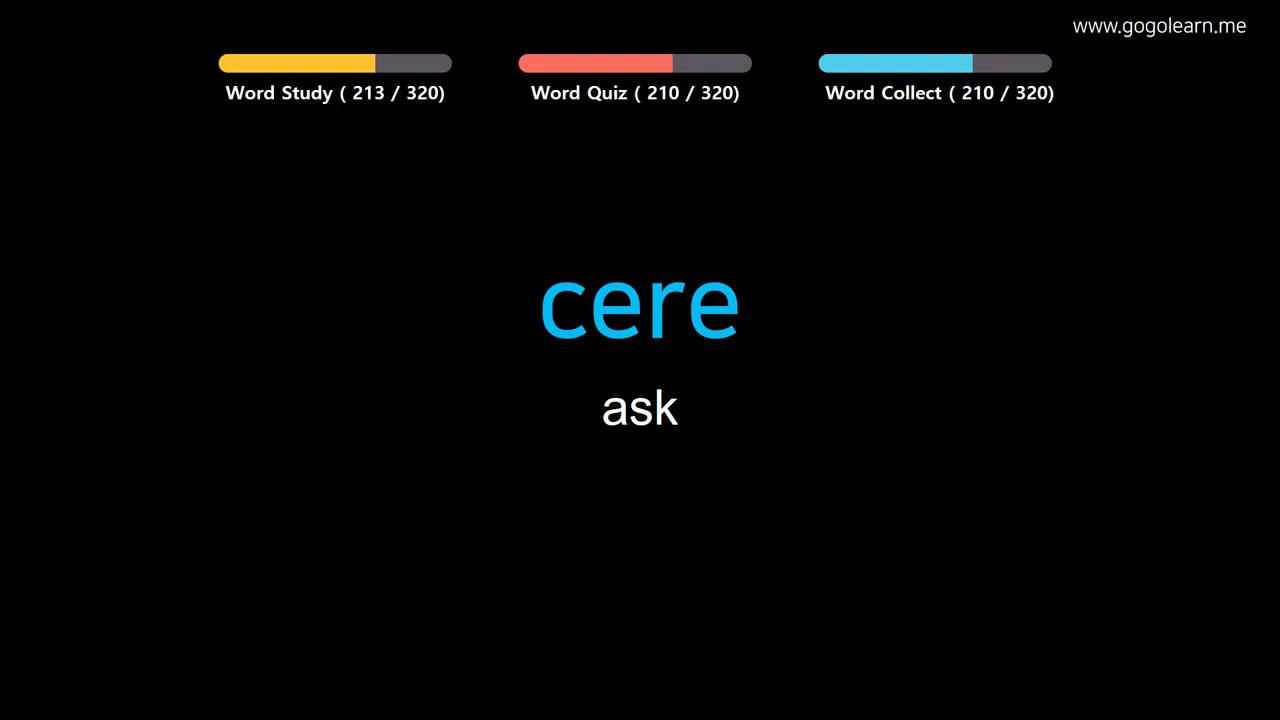 www.gogolearn.me
Word Study ( 213 / 320)
Word Quiz ( 210 / 320)
Word Collect ( 210 / 320)
cere
ask